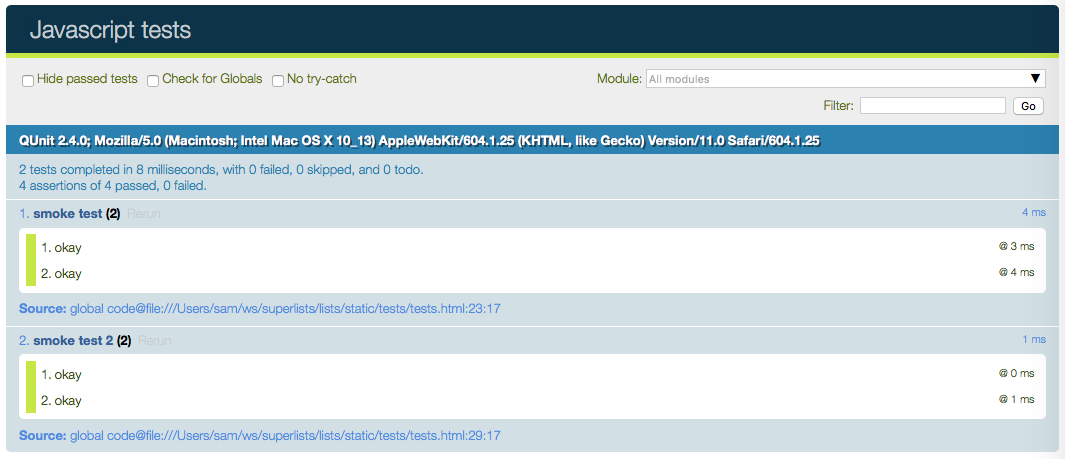 Javascript tests
Hide passed tests Check for Globals No try-catch Module: All modules ▼
Filter: Go
QUnit 2.4.0; Mozilla/5.0 (Macintosh; Intel Mac OS X 10_13) AppleWebKit/604.1.25 (KHTML, like Gecko) Version/11.0 Safari/604.1.25
2 tests completed in 8 milliseconds, with 0 failed, 0 skipped, and 0 todo.
4 assertions of 4 passed, 0 failed.
1. smoke test (2) Rerun 4 ms
1. okay @ 3 ms
2. okay @ 4 ms
Source: global code@file:///Users/sam/ws/superlists/lists/static/tests/tests.html:23:17
2. smoke test 2 (2) Rerun 1 ms
1. okay @ 0 ms
2. okay @ 1 ms
Source: global code@file:///Users/sam/ws/superlists/lists/static/tests/tests.html:29:17